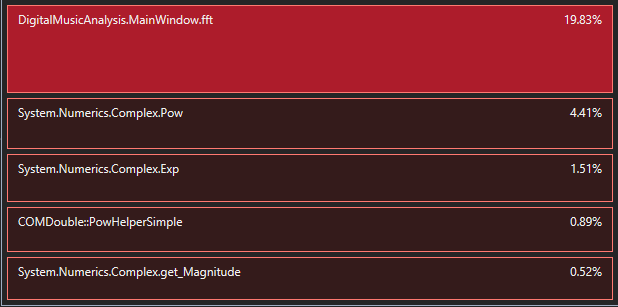 DigitalMusicAnalysis.MainWindow.fft 19.83%
System.Numerics.Complex.Pow 4.41%
System.Numerics.Complex.Exp 1.51%
COMDouble::PowHelperSimple 0.89%
System.Numerics.Complex.get_Magnitude 0.52%